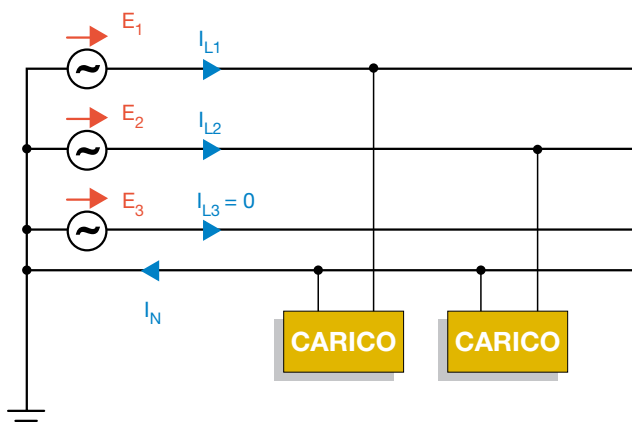 E1
IL1
E2
IL2
E3
IL3 = 0
IN
CARICO
CARICO